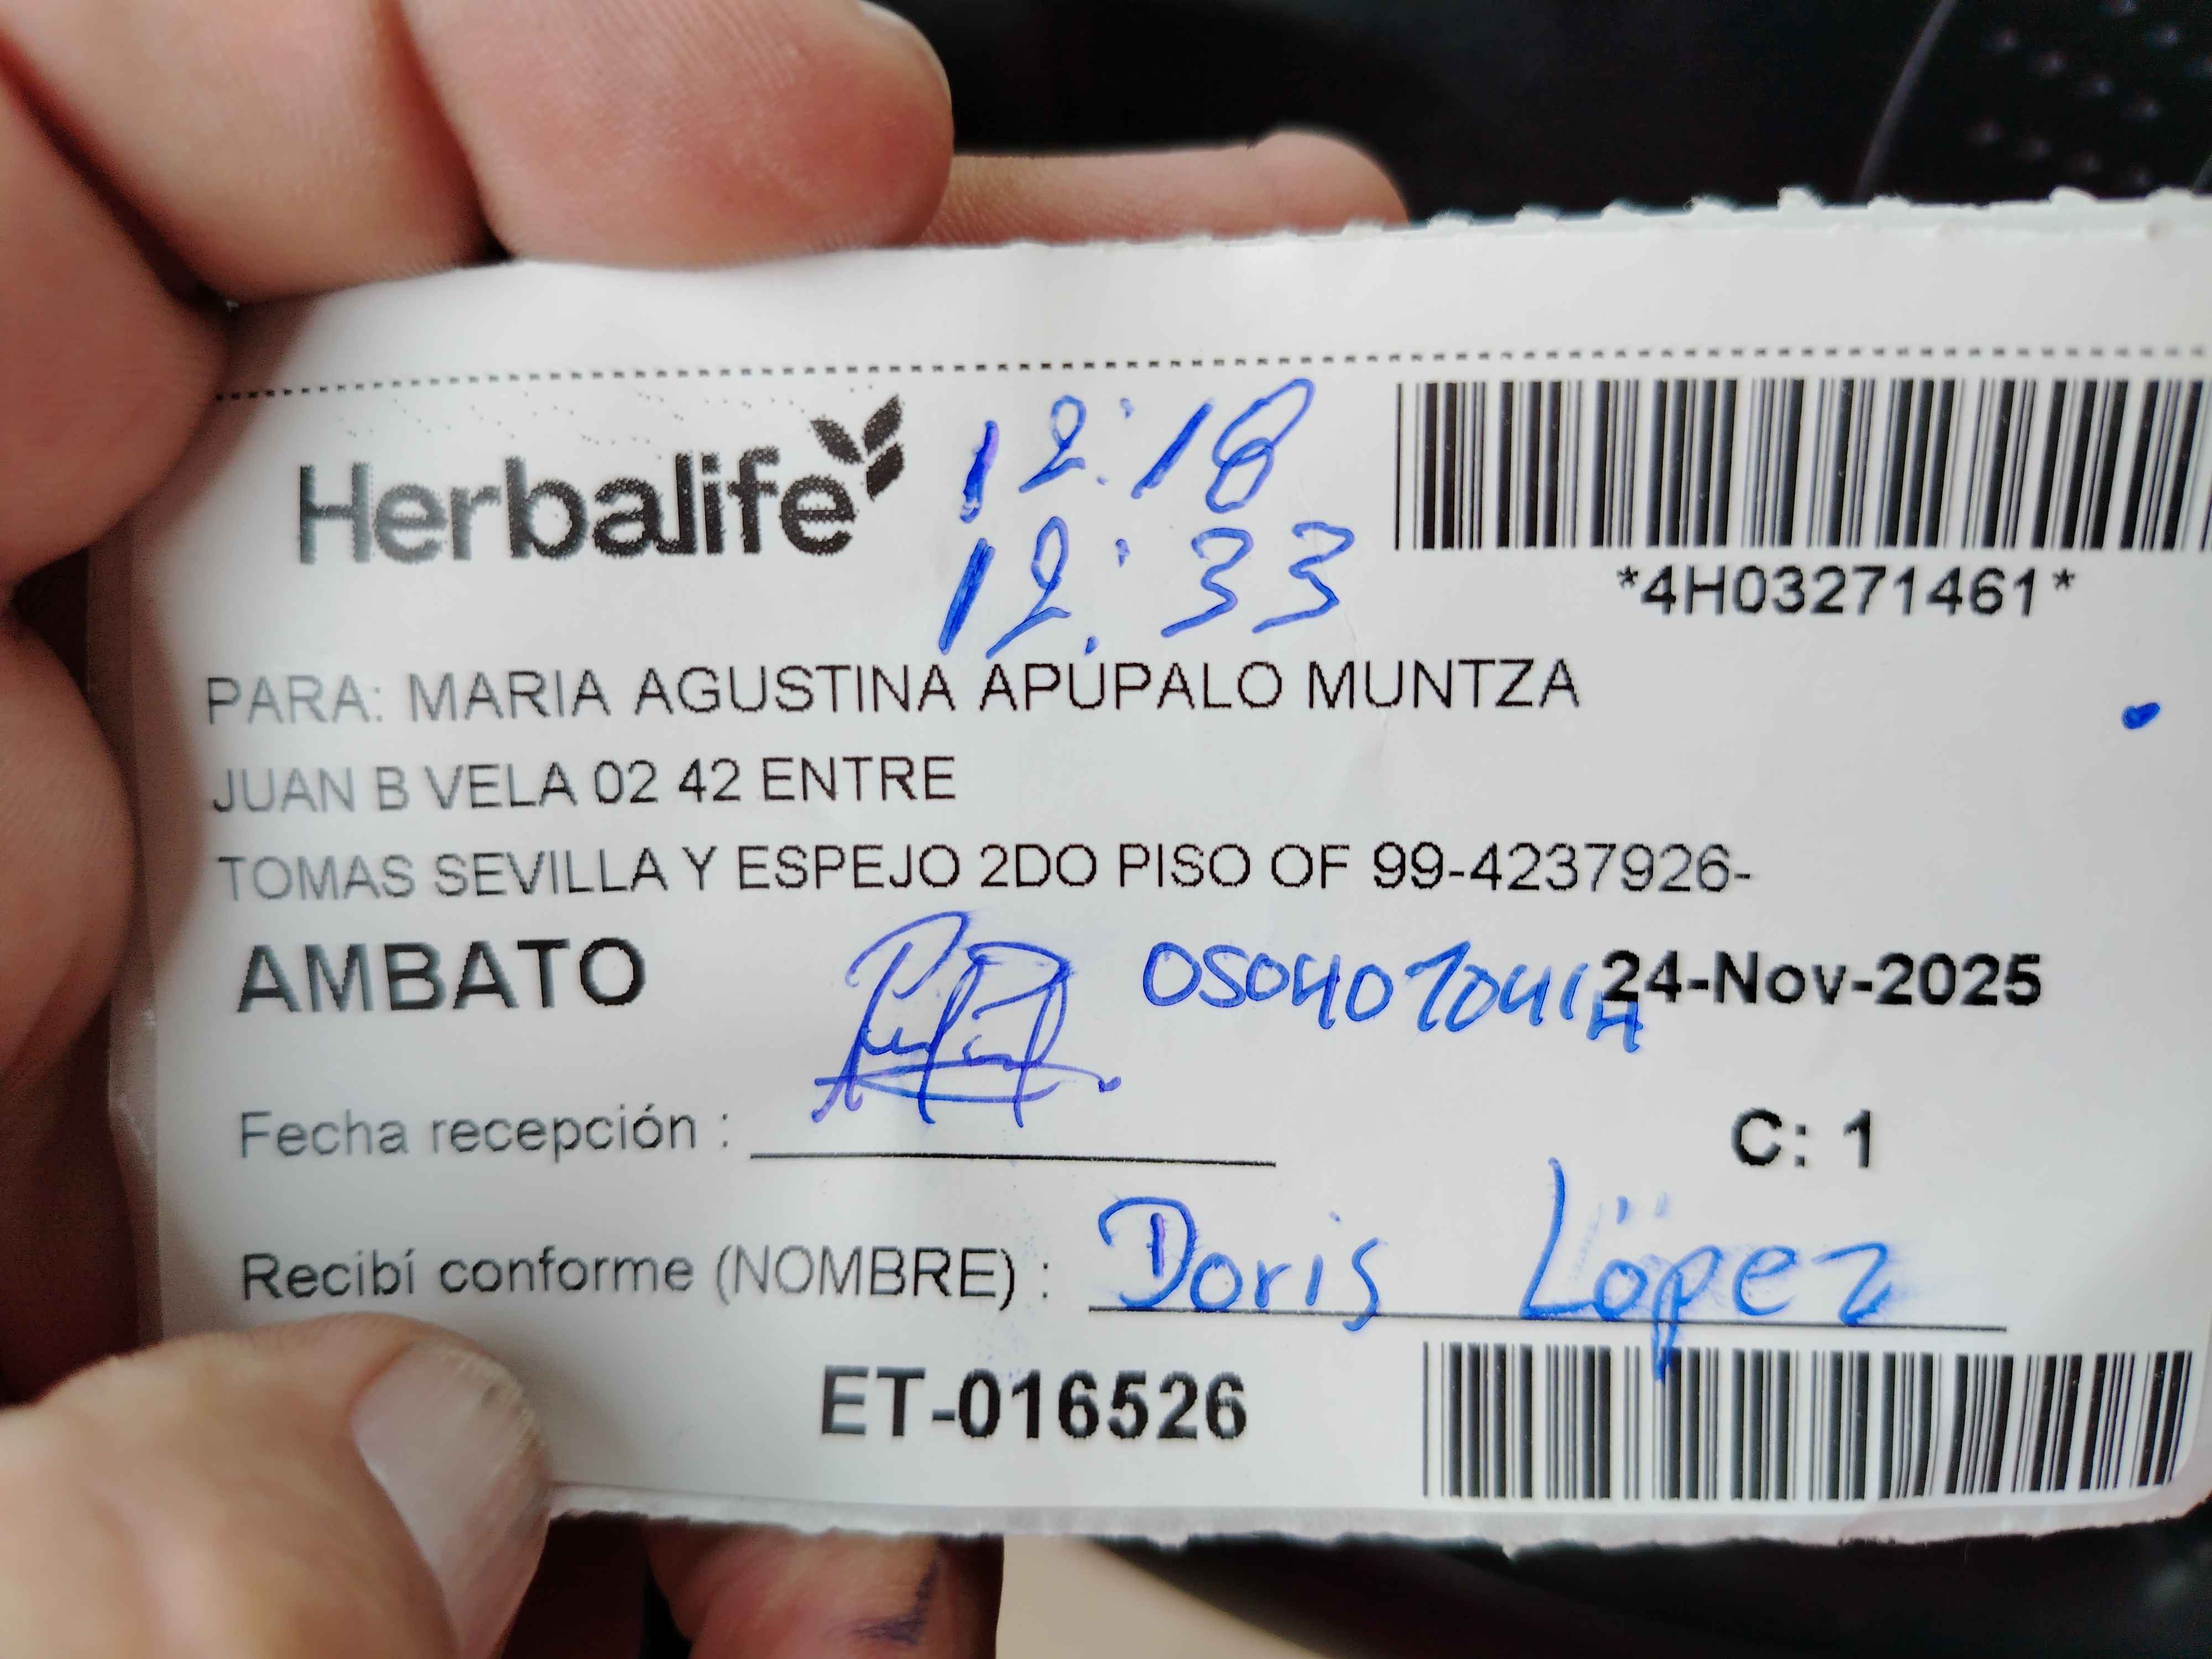 Herbalife
12:18
12:33
*4H03271461*
PARA: MARIA AGUSTINA APUPALO MUNTZA
JUAN B VELA 02 42 ENTRE
TOMAS SEVILLA Y ESPEJO 2DO PISO OF 99-4237926-
AMBATO
24-Nov-2025
Fecha recepción :
C: 1
Recibí conforme (NOMBRE) : Doris López
ET-016526